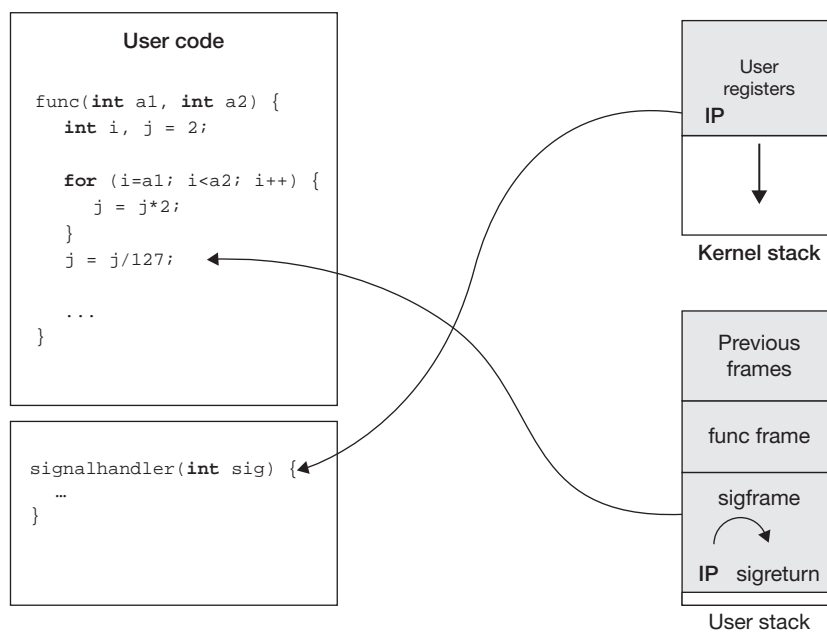 User code
func(int a1, int a2) {
int i, j = 2;
for (i=a1; i<a2; i++) {
j = j*2;
}
j = j/127;
...
}
signalhandler(int sig) {
…
}
User
registers
IP
Kernel stack
Previous
frames
func frame
sigframe
IP sigreturn
User stack